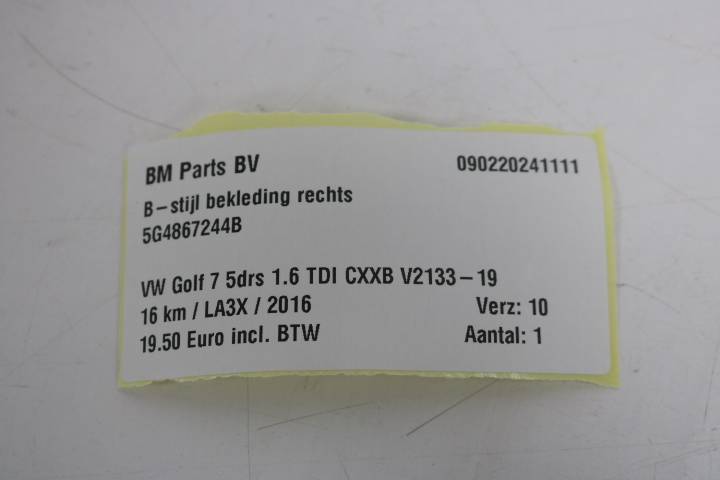 BM Parts BV 090220241111
B-stijl bekleding rechts
5G4867244B
VW Golf 7 5drs 1.6 TDI CXXB V2133-19
16 km / LA3X / 2016 Verz: 10
19.50 Euro incl. BTW Aantal: 1